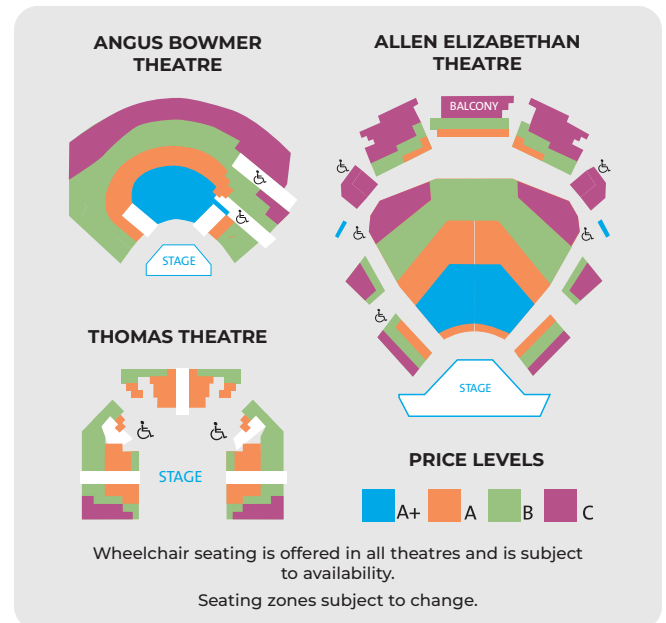 ANGUS BOWMER
THEATRE
STAGE
ALLEN ELIZABETHAN
THEATRE
BALCONY
STAGE
THOMAS THEATRE
STAGE
PRICE LEVELS
A+ A B C
Wheelchair seating is offered in all theatres and is subject
to availability.
Seating zones subject to change.